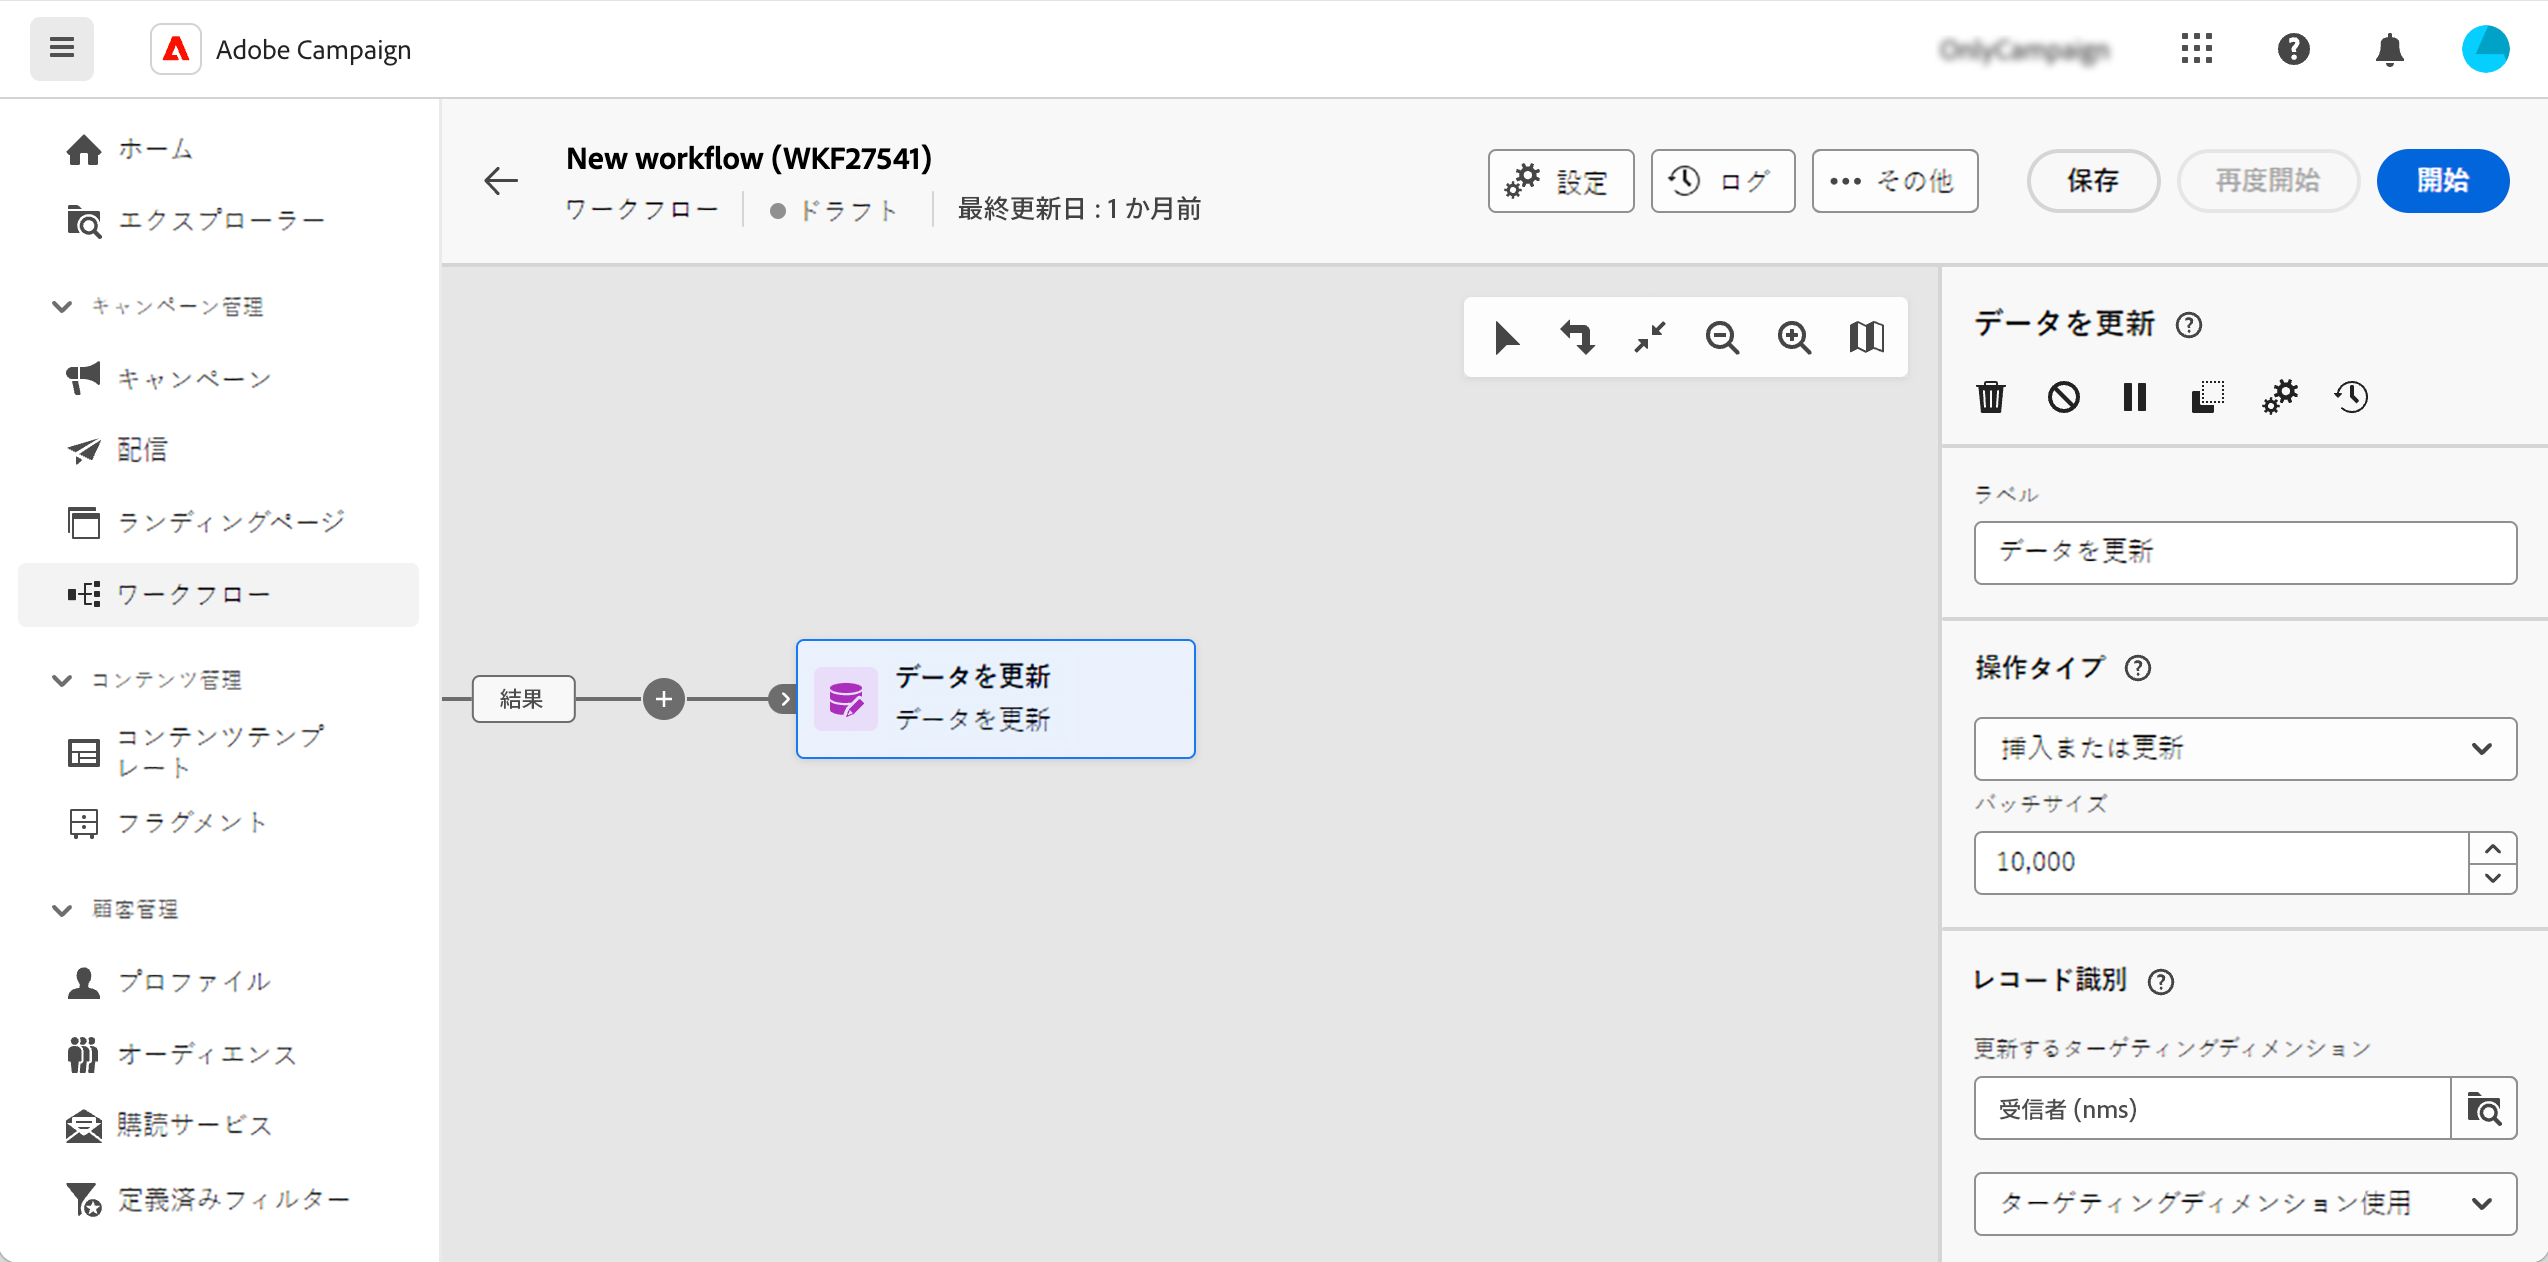 Adobe Campaign
OnlyCampaign
ホーム
エクスプローラー
キャンペーン管理
キャンペーン
配信
ランディングページ
ワークフロー
コンテンツ管理
コンテンツテンプ
レート
フラグメント
顧客管理
プロファイル
オーディエンス
購読サービス
定義済みフィルター
New workflow (WKF27541)
ワークフロー
ドラフト
最終更新日 : 1 か月前
設定
ログ
その他
保存
再度開始
開始
結果
データを更新
データを更新
データを更新
ラベル
データを更新
操作タイプ
挿入または更新
バッチサイズ
10,000
レコード識別
更新するターゲティングディメンション
受信者 (nms)
ターゲティングディメンション使用